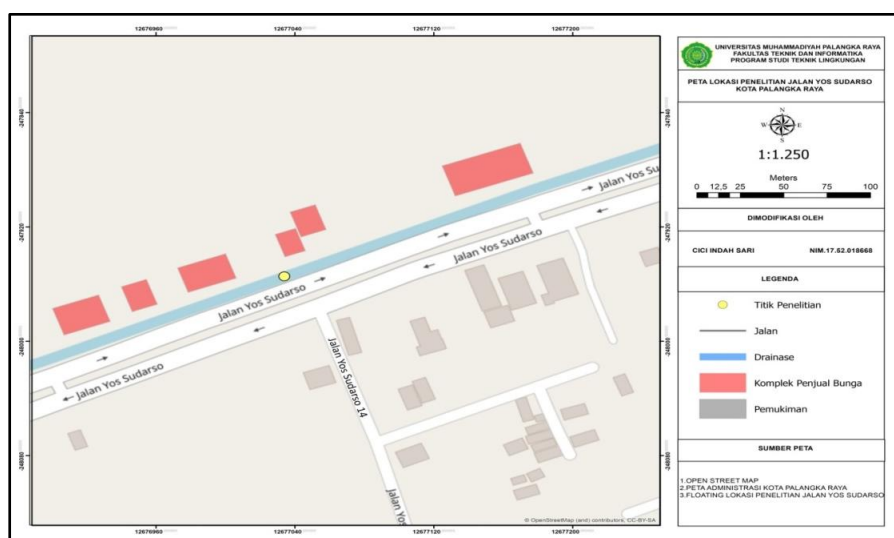 12676960 12677040 12677120 12677200
-247840
-247920
-248000
-248080
Jalan Yos Su
Jalan Yos Sudarso
Jalan Yos Sudarso
Jalan Yos Sudarso
Jalan Yos Sudarso 14
Jalan Yos
© OpenStreetMap (and) contributors, CC-BY-SA
12676960 12677040 12677120 12677200
UNIVERSITAS MUHAMMADIYAH PALANGKA RAYA
FAKULTAS TEKNIK DAN INFORMATIKA
PROGRAM STUDI TEKNIK LINGKUNGAN
PETA LOKASI PENELITIAN JALAN YOS SUDARSO
KOTA PALANGKA RAYA
N
W E
S
1:1.250
Meters
0 12,5 25 50 75 100
DIMODIFIKASI OLEH
CICI INDAH SARI NIM.17.52.018668
LEGENDA
Titik Penelitian
Jalan
Drainase
Komplek Penjual Bunga
Pemukiman
SUMBER PETA
1.OPEN STREET MAP
2.PETA ADMINISTRASI KOTA PALANGKA RAYA
3.FLOATING LOKASI PENELITIAN JALAN YOS SUDARSO